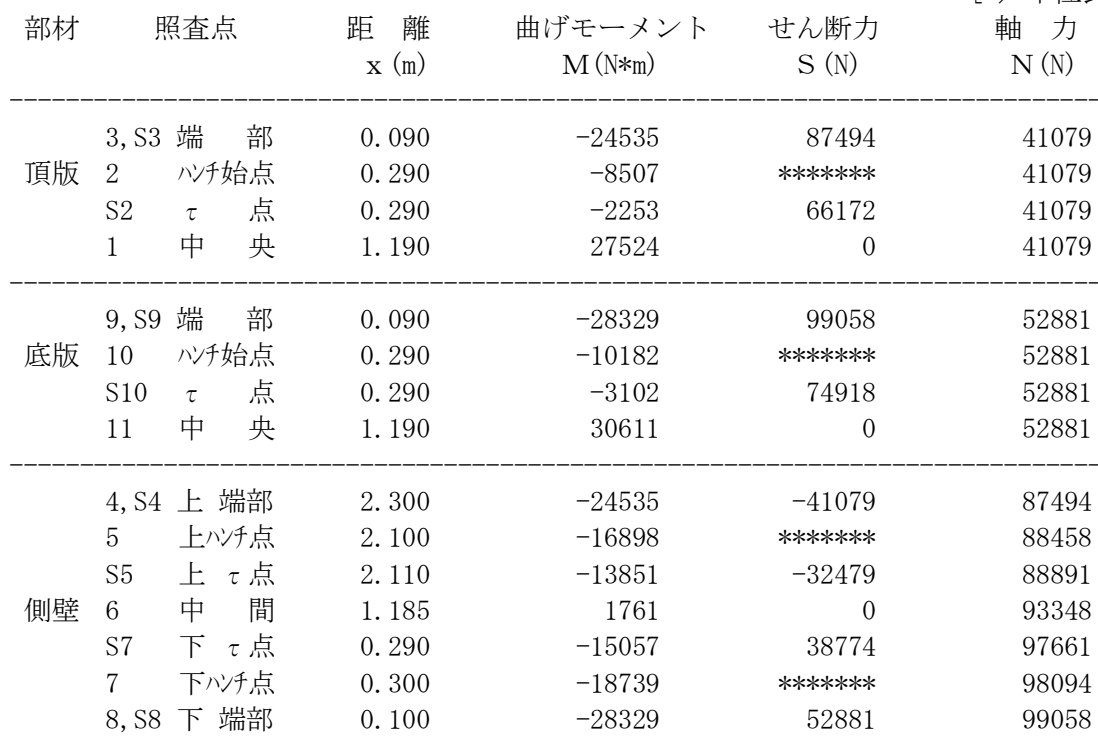 部材 照査点 距 離 曲げモーメント せん断力 軸 力
x (m) M(N*m) S (N) N (N)
3,S3 端 部 0.090 -24535 87494 41079
頂版 2 ﾊﾝﾁ始点 0.290 -8507 ******* 41079
S2 τ 点 0.290 -2253 66172 41079
1 中 央 1.190 27524 0 41079
9,S9 端 部 0.090 -28329 99058 52881
底版 10 ﾊﾝﾁ始点 0.290 -10182 ******* 52881
S10 τ 点 0.290 -3102 74918 52881
11 中 央 1.190 30611 0 52881
4,S4 上 端部 2.300 -24535 -41079 87494
5 上ﾊﾝﾁ点 2.100 -16898 ******* 88458
S5 上 τ点 2.110 -13851 -32479 88891
側壁 6 中 間 1.185 1761 0 93348
S7 下 τ点 0.290 -15057 38774 97661
7 下ﾊﾝﾁ点 0.300 -18739 ******* 98094
8,S8 下 端部 0.100 -28329 52881 99058